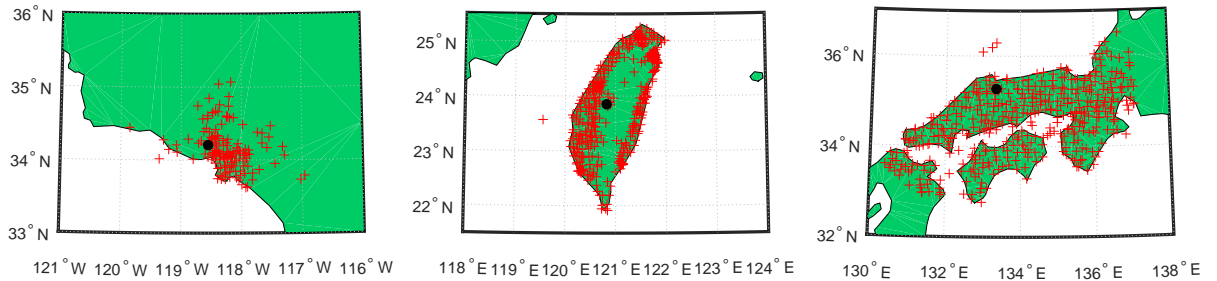 36° N
35° N
34° N
33° N
121° W 120° W 119° W 118° W 117° W 116° W
25° N
24° N
23° N
22° N
118° E 119° E 120° E 121° E 122° E 123° E 124° E
36° N
34° N
32° N
130° E 132° E 134° E 136° E 138° E